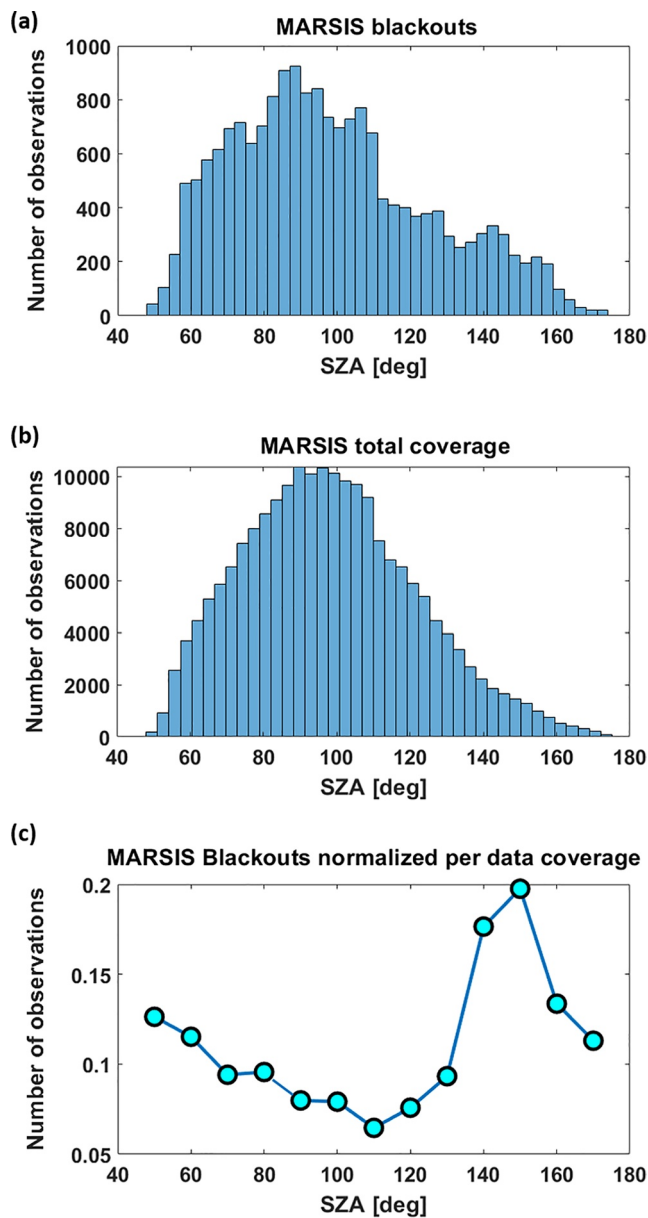 (a)
MARSIS blackouts
Number of observations
1000
800
600
400
200
0
40 60 80 100 120 140 160 180
SZA [deg]
(b)
MARSIS total coverage
Number of observations
10000
8000
6000
4000
2000
0
40 60 80 100 120 140 160 180
SZA [deg]
(c)
MARSIS Blackouts normalized per data coverage
Number of observations
0.2
0.15
0.1
0.05
40 60 80 100 120 140 160 180
SZA [deg]